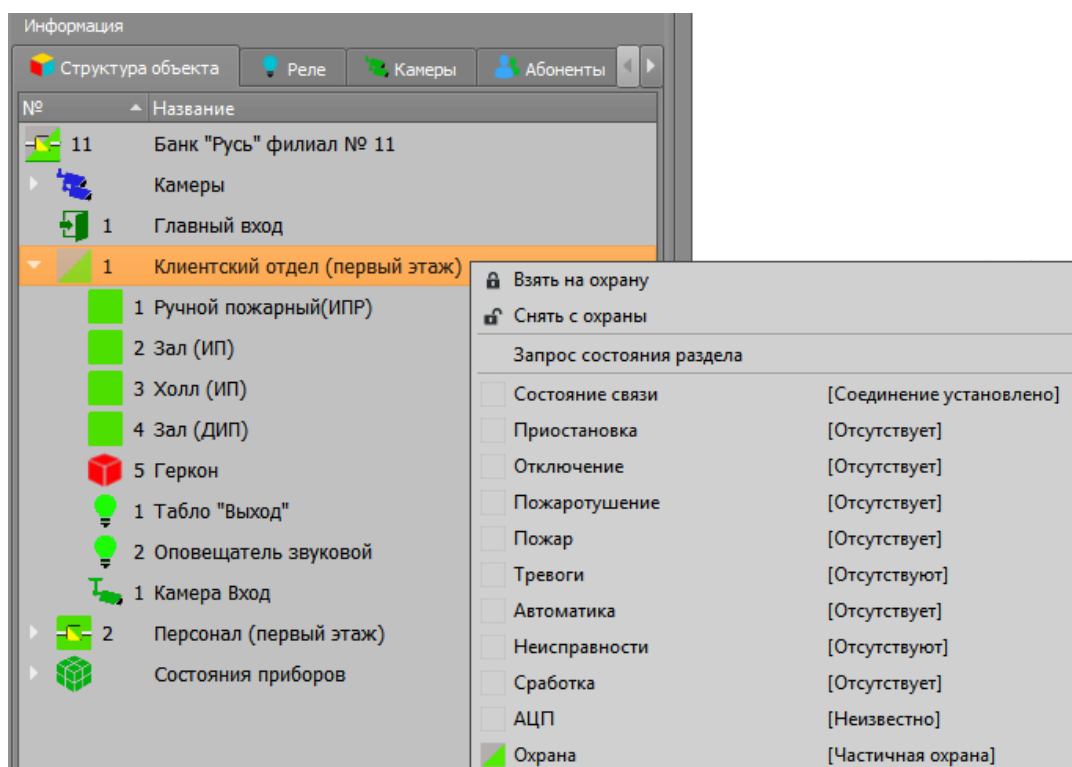 Информация
Структура объекта Реле Камеры Абоненты
№ Название
11 Банк "Русь" филиал № 11
Камеры
1 Главный вход
1 Клиентский отдел (первый этаж)
1 Ручной пожарный(ИПР)
2 Зал (ИП)
3 Холл (ИП)
4 Зал (ДИП)
5 Геркон
1 Табло "Выход"
2 Оповещатель звуковой
1 Камера Вход
2 Персонал (первый этаж)
Состояния приборов
Взять на охрану
Снять с охраны
Запрос состояния раздела
Состояние связи [Соединение установлено]
Приостановка [Отсутствует]
Отключение [Отсутствует]
Пожаротушение [Отсутствует]
Пожар [Отсутствует]
Тревоги [Отсутствуют]
Автоматика [Отсутствует]
Неисправности [Отсутствуют]
Сработка [Отсутствует]
АЦП [Неизвестно]
Охрана [Частичная охрана]